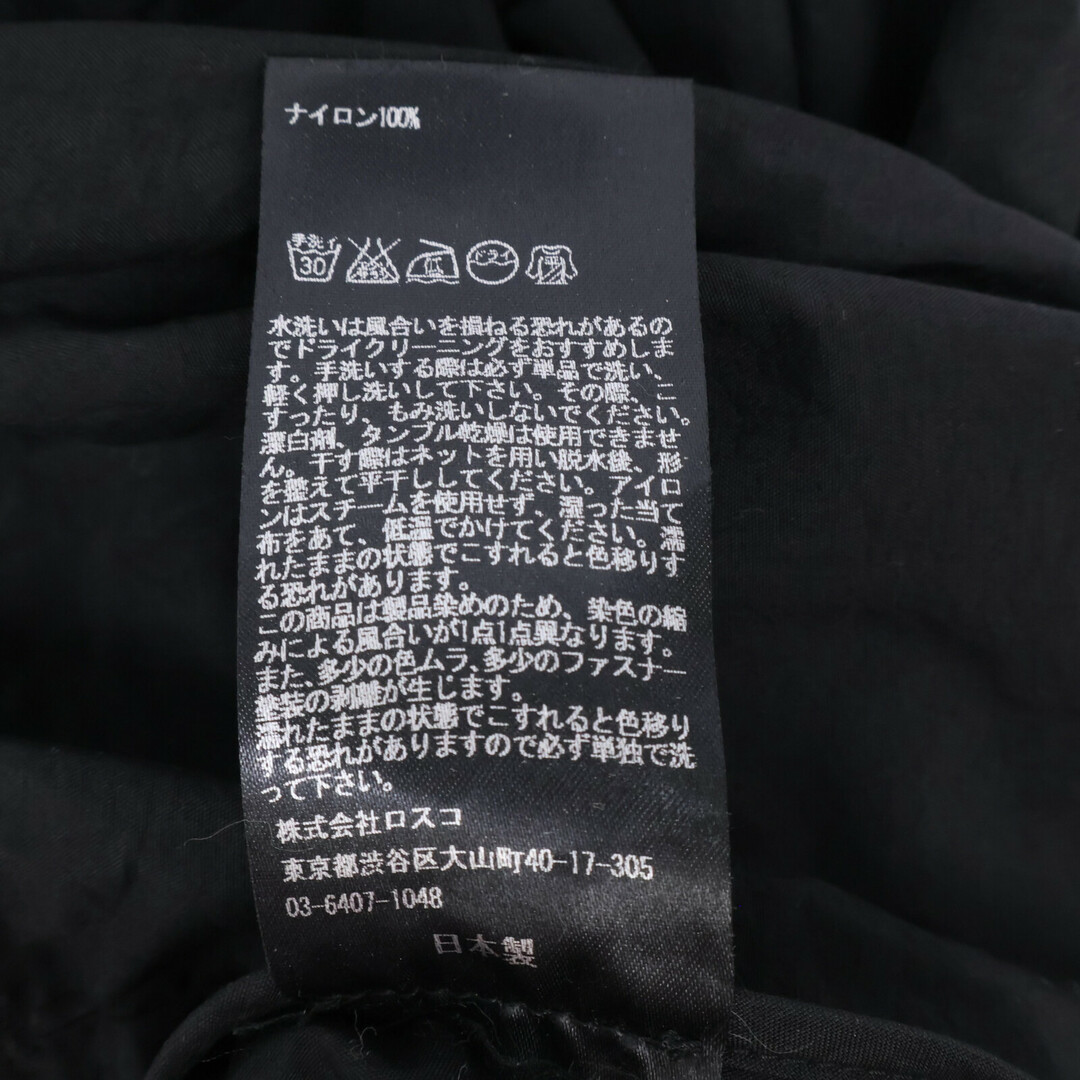 ナイロン100%
手洗イ
30 エンソサラシ ドライ
水洗いは風合いを損ねる恐れがあるの
でドライクリーニングをおすすめしま
す。手洗いする際は必ず単品で洗い、
軽く押し洗いして下さい。その際、こ
すったり、もみ洗いしないでください。
漂白剤、タンブル乾燥は使用できませ
ん。干す際はネットを用い脱水後、形
を整えて平干ししてください。アイロ
ンはスチームを使用せず、湿った当て
布をあて、低温でかけてください。濡
れたままの状態でこすれると色移りす
る恐れがあります。
この商品は製品染めのため、染色の縮
みによる風合いが1点1点異なります。
また、多少の色ムラ、多少のファスナー
塗装の剥離が生じます。
濡れたままの状態でこすれると色移り
する恐れがありますので必ず単独で洗
って下さい。
株式会社ロスコ
東京都渋谷区大山町40-17-305
03-6407-1048
日本製